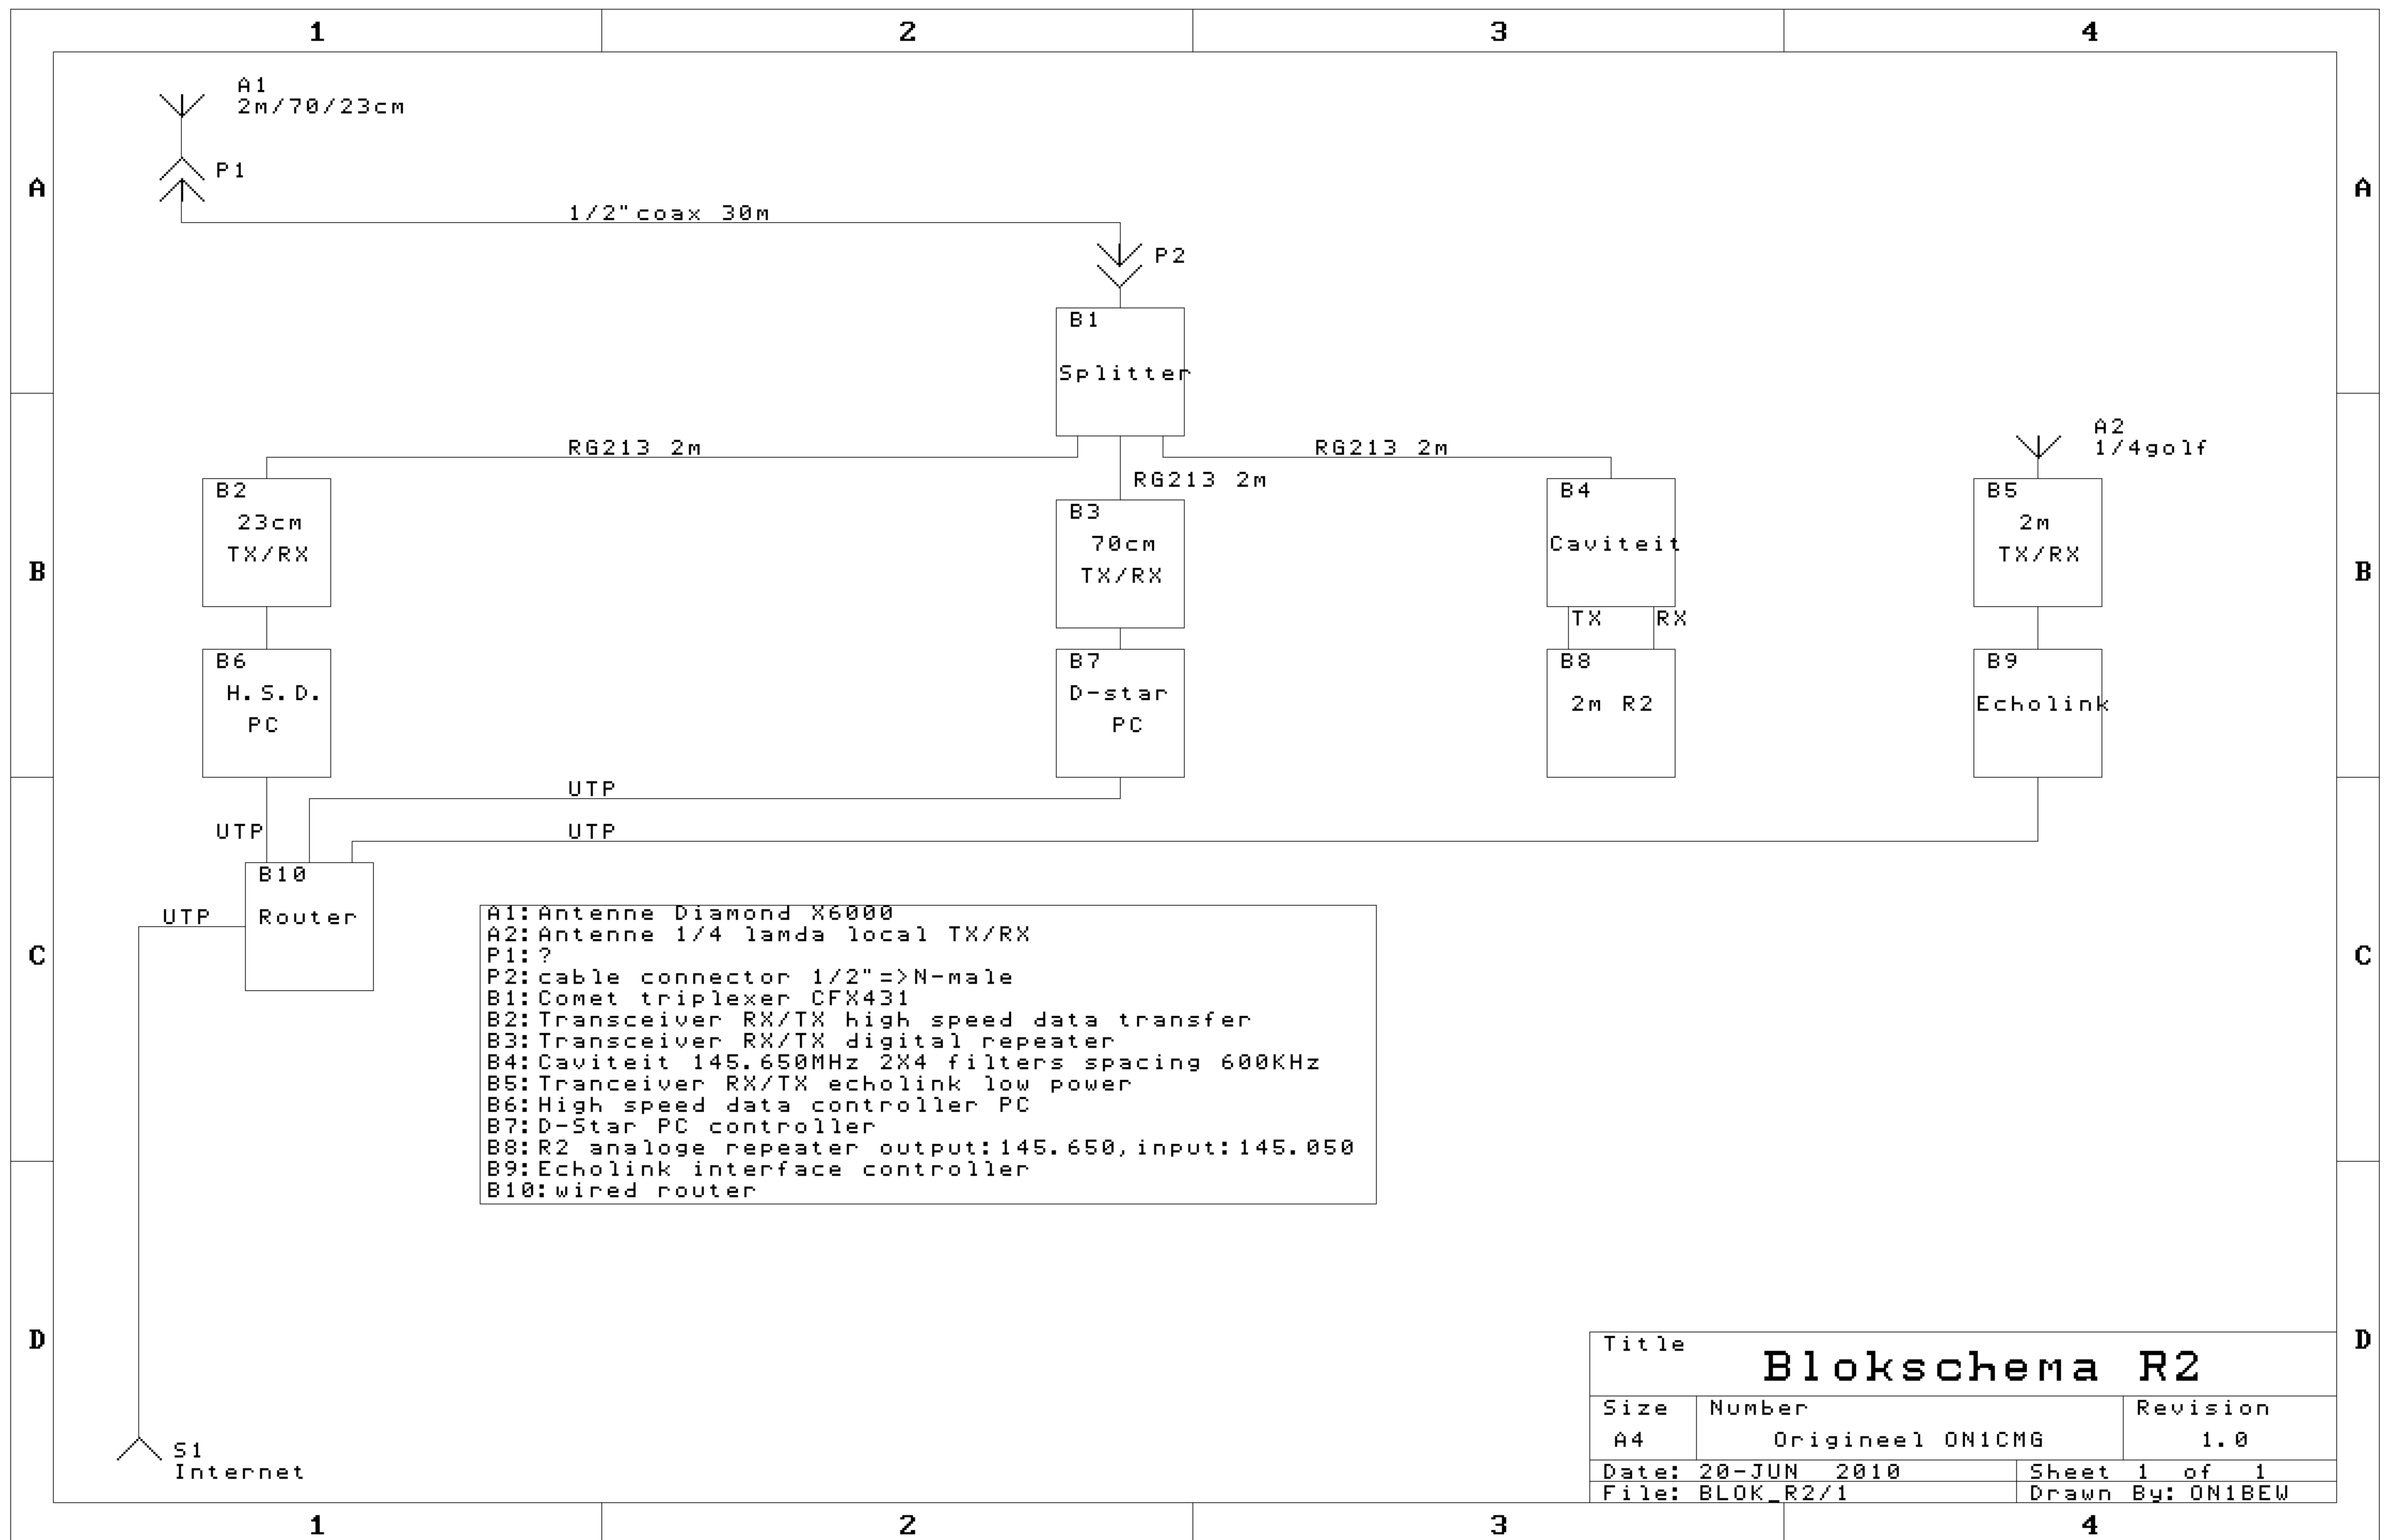 1 2 3 4
A1
2m/70/23cm
P1
A A
1/2"coax 30m
P2
B1
Splitter
RG213 2m
RG213 2m
RG213 2m
A2
1/4golf
B2
23cm
TX/RX
B3
70cm
TX/RX
B4
Caviteit
B5
2m
TX/RX
B B
TX RX
B6
H.S.D.
PC
B7
D-star
PC
B8
2m R2
B9
Echolink
UTP
UTP
UTP
B10
Router
UTP
C C
A1:Antenne Diamond X6000
A2:Antenne 1/4 lamda local TX/RX
P1:?
P2:cable connector 1/2"=>N-male
B1:Comet triplexer CFX431
B2:Transceiver RX/TX high speed data transfer
B3:Transceiver RX/TX digital repeater
B4:Caviteit 145.650MHz 2X4 filters spacing 600KHz
B5:Tranceiver RX/TX echolink low power
B6:High speed data controller PC
B7:D-Star PC controller
B8:R2 analoge repeater output:145.650,input:145.050
B9:Echolink interface controller
B10:wired router
D D
S1
Internet
Title
Blokschema R2
Size Number Revision
A4 Origineel ON1CMG 1.0
Date: 20-JUN 2010 Sheet 1 of 1
File: BLOK_R2/1 Drawn By: ON1BEW
1 2 3 4